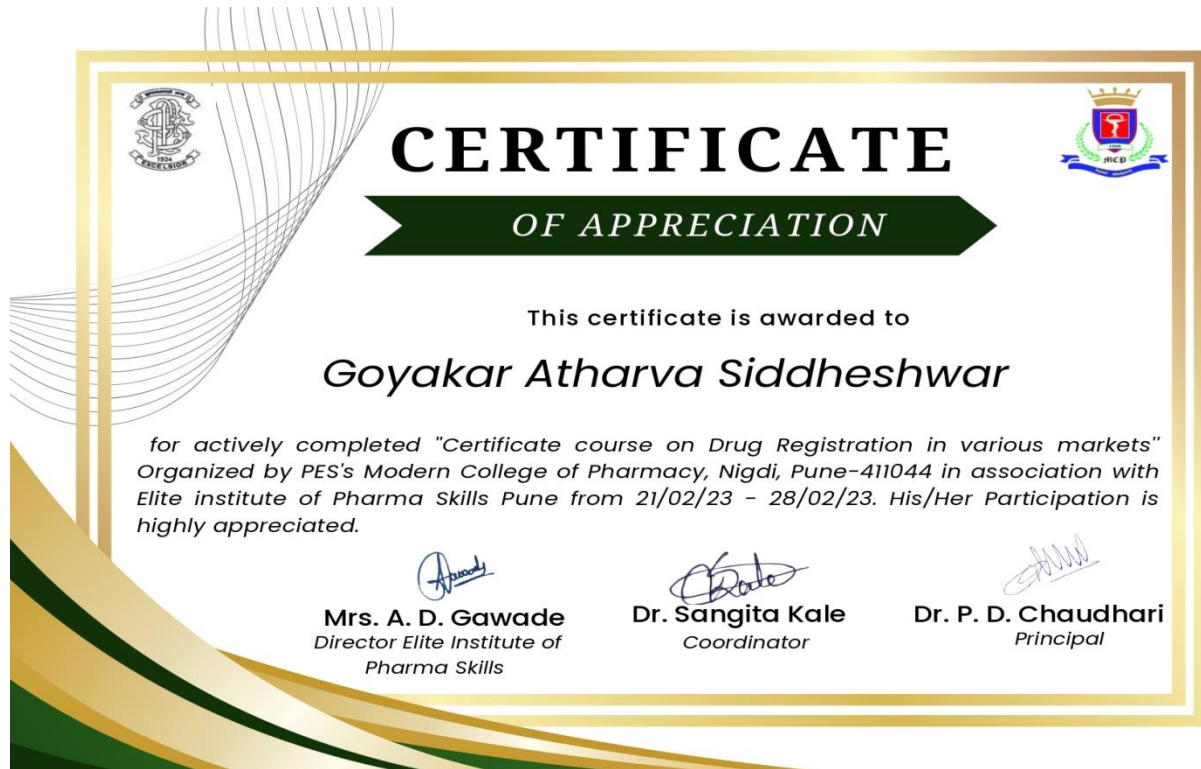 1934
EXCELSIOR
MCP
CERTIFICATE
OF APPRECIATION
This certificate is awarded to
Goyakar Atharva Siddheshwar
for actively completed "Certificate course on Drug Registration in various markets"
Organized by PES's Modern College of Pharmacy, Nigdi, Pune-411044 in association with
Elite institute of Pharma Skills Pune from 21/02/23 - 28/02/23. His/Her Participation is
highly appreciated.
Mrs. A. D. Gawade
Director Elite Institute of
Pharma Skills
Dr. Sangita Kale
Coordinator
Dr. P. D. Chaudhari
Principal